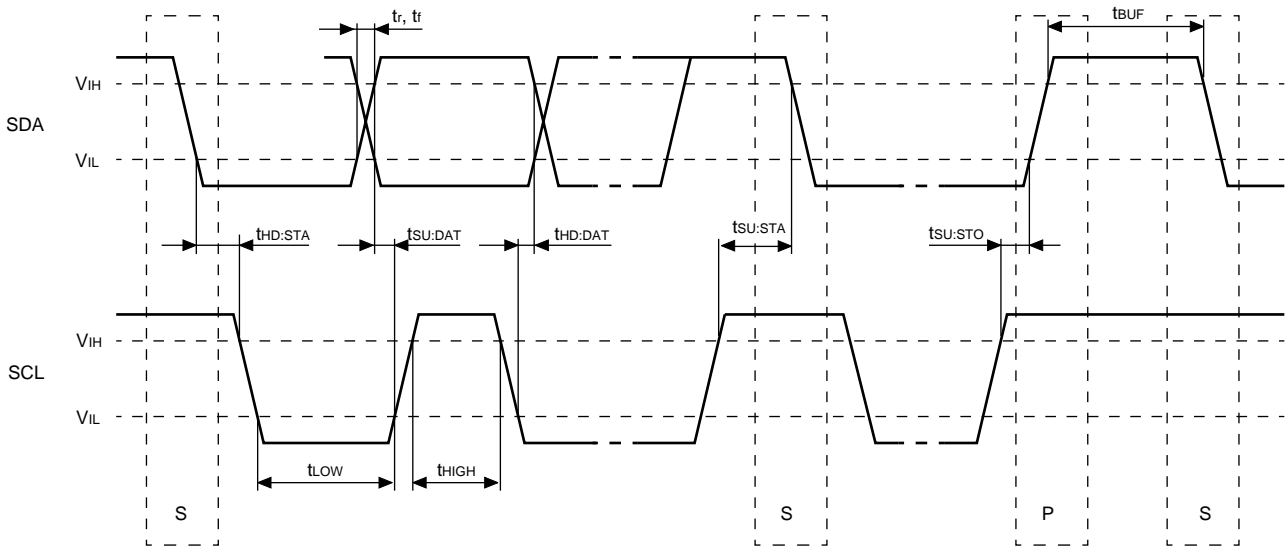 tr, tf
tBUF
VIH
SDA
VIL
tHD:STA
tSU:DAT
tHD:DAT
tSU:STA
tSU:STO
VIH
SCL
VIL
tLOW
tHIGH
S
S
P
S